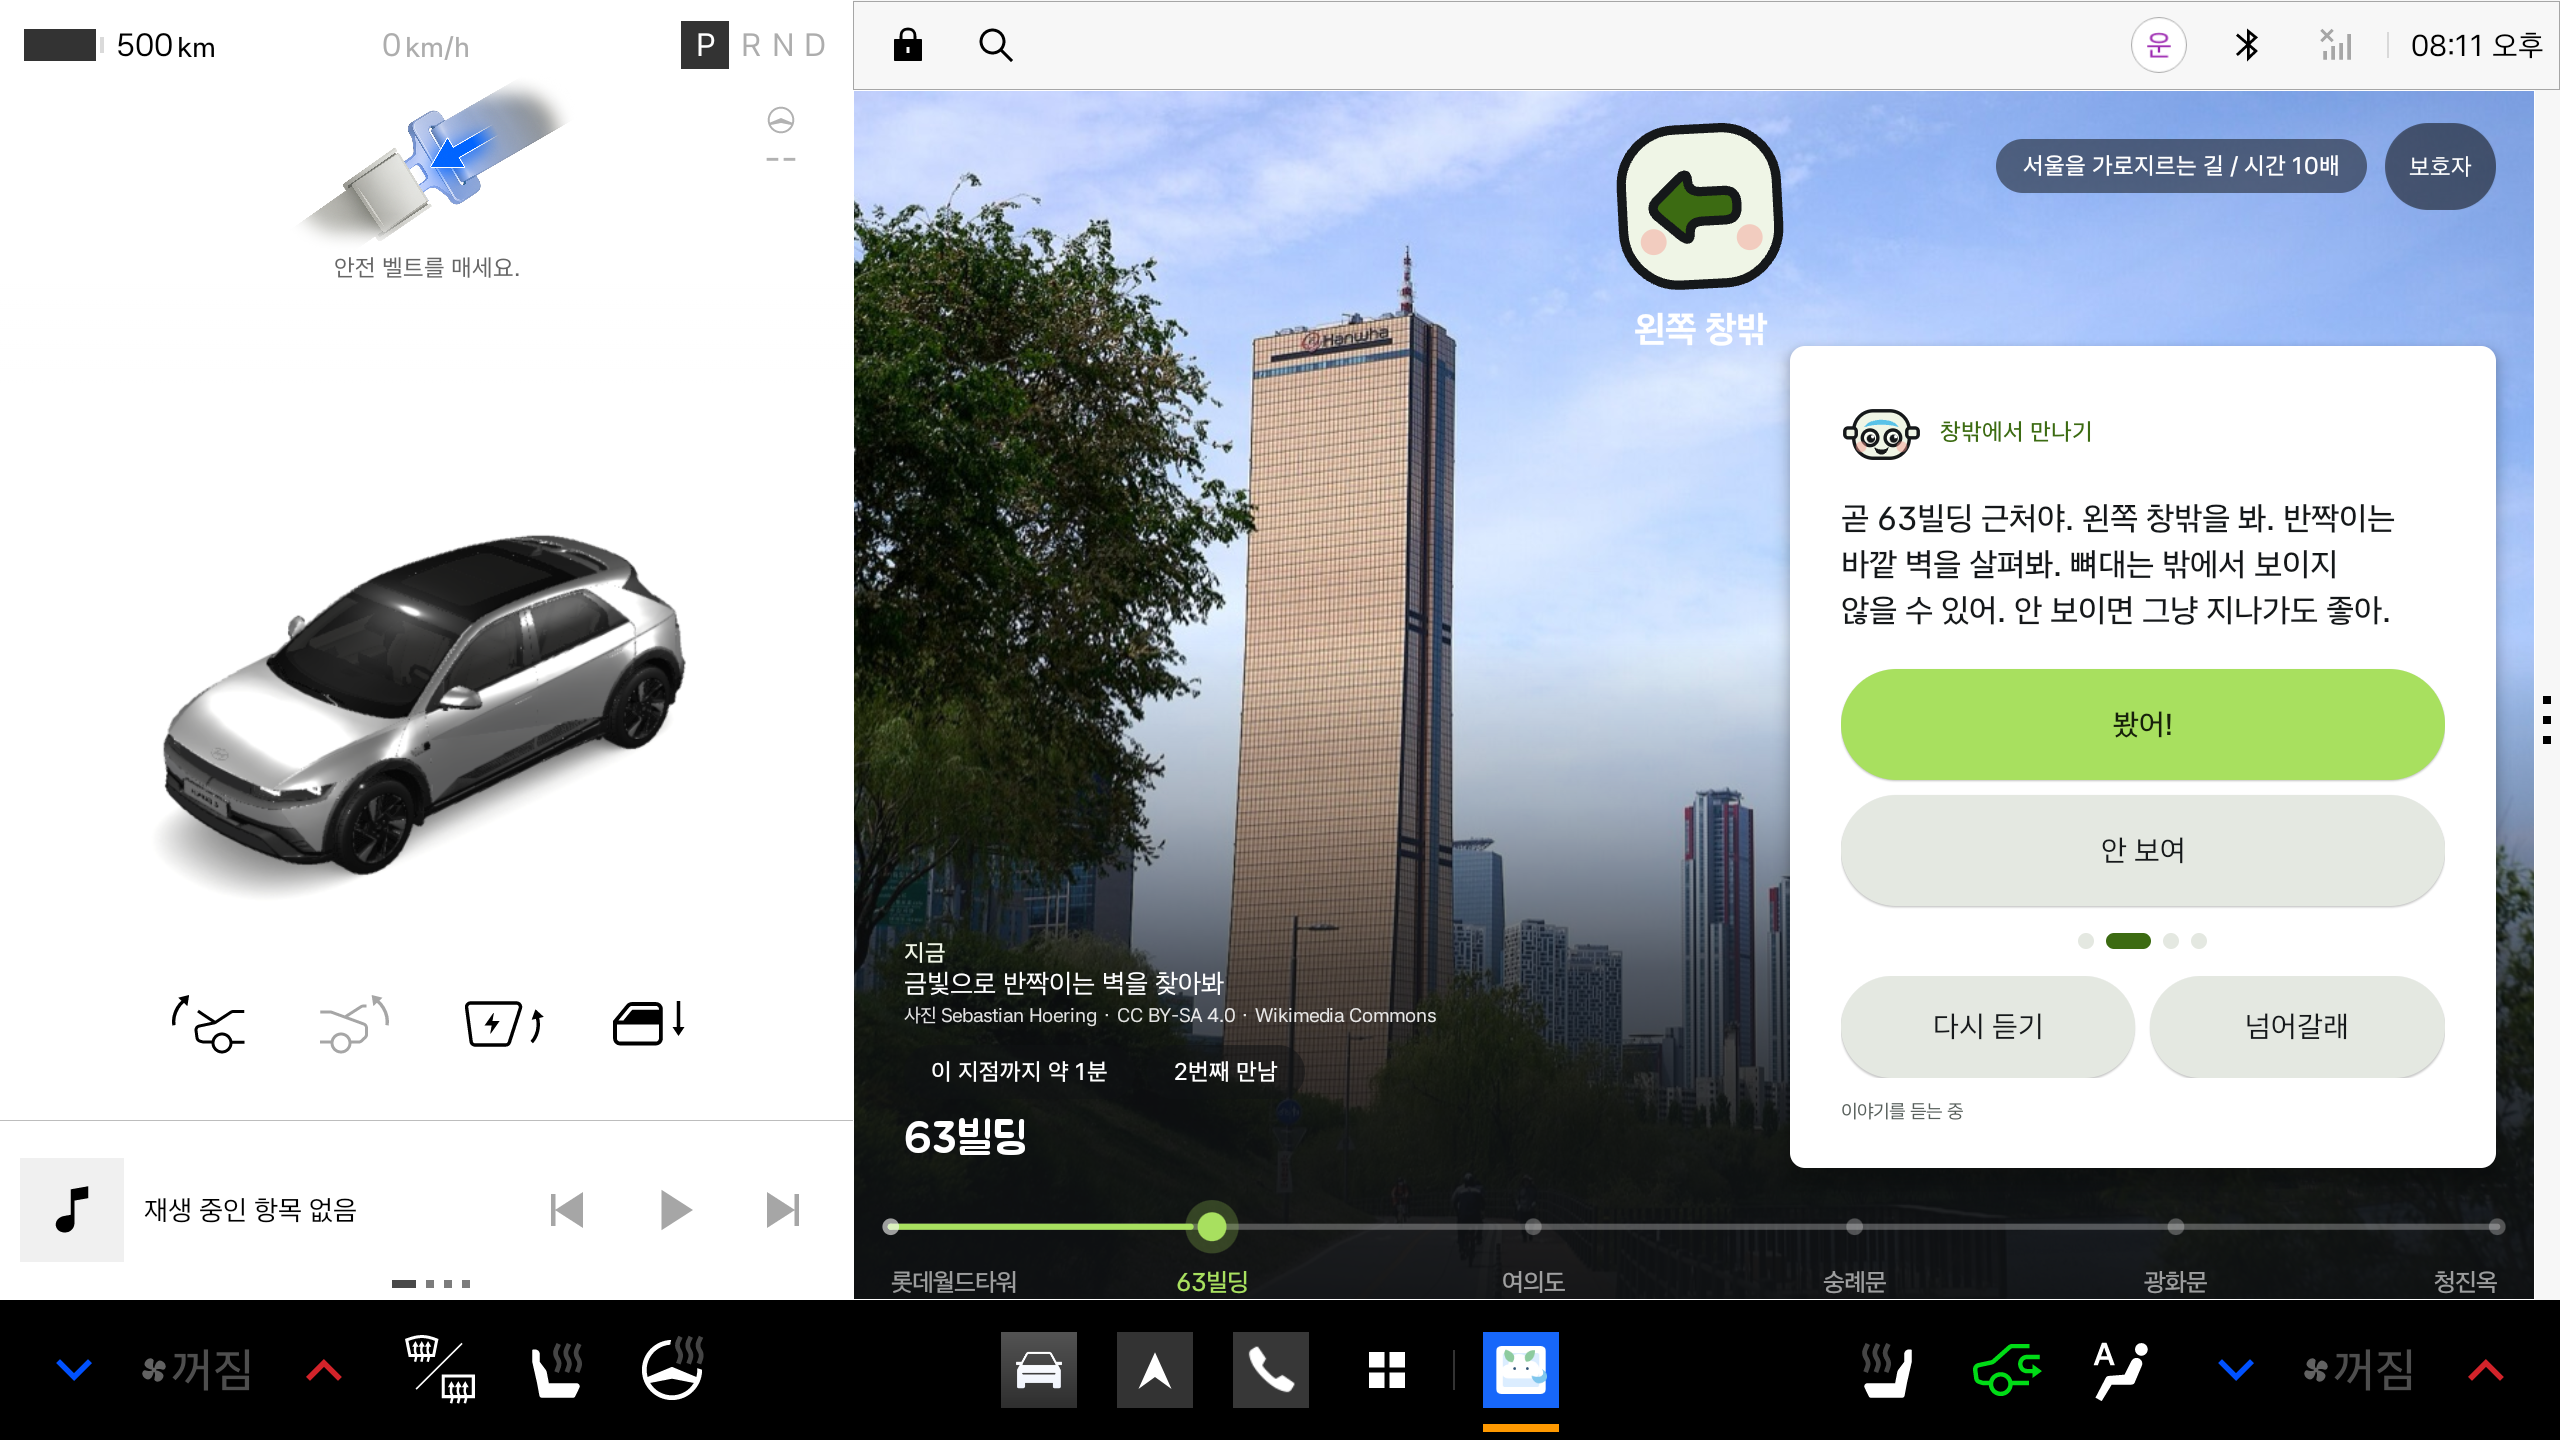 500 km
0 km/h
P R N D
운
08:11 오후
안전 벨트를 매세요.
서울을 가로지르는 길 / 시간 10배
보호자
왼쪽 창밖
Hanwha
창밖에서 만나기
곧 63빌딩 근처야. 왼쪽 창밖을 봐. 반짝이는
바깥 벽을 살펴봐. 뼈대는 밖에서 보이지
않을 수 있어. 안 보이면 그냥 지나가도 좋아.
봤어!
안 보여
다시 듣기
넘어갈래
이야기를 듣는 중
지금
금빛으로 반짝이는 벽을 찾아봐
사진 Sebastian Hoering · CC BY-SA 4.0 · Wikimedia Commons
이 지점까지 약 1분
2번째 만남
63빌딩
재생 중인 항목 없음
롯데월드타워
63빌딩
여의도
숭례문
광화문
청진옥
꺼짐
A
꺼짐